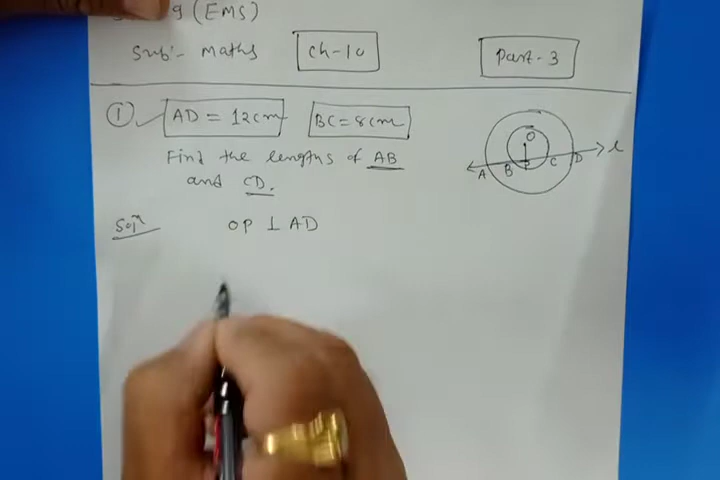 (EMS)
Sub:- Maths Ch-10 Part-3
① AD = 12cm BC = 8cm
Find the lengths of AB
and CD.
Solⁿ OP ⊥ AD
O
A B P C D l